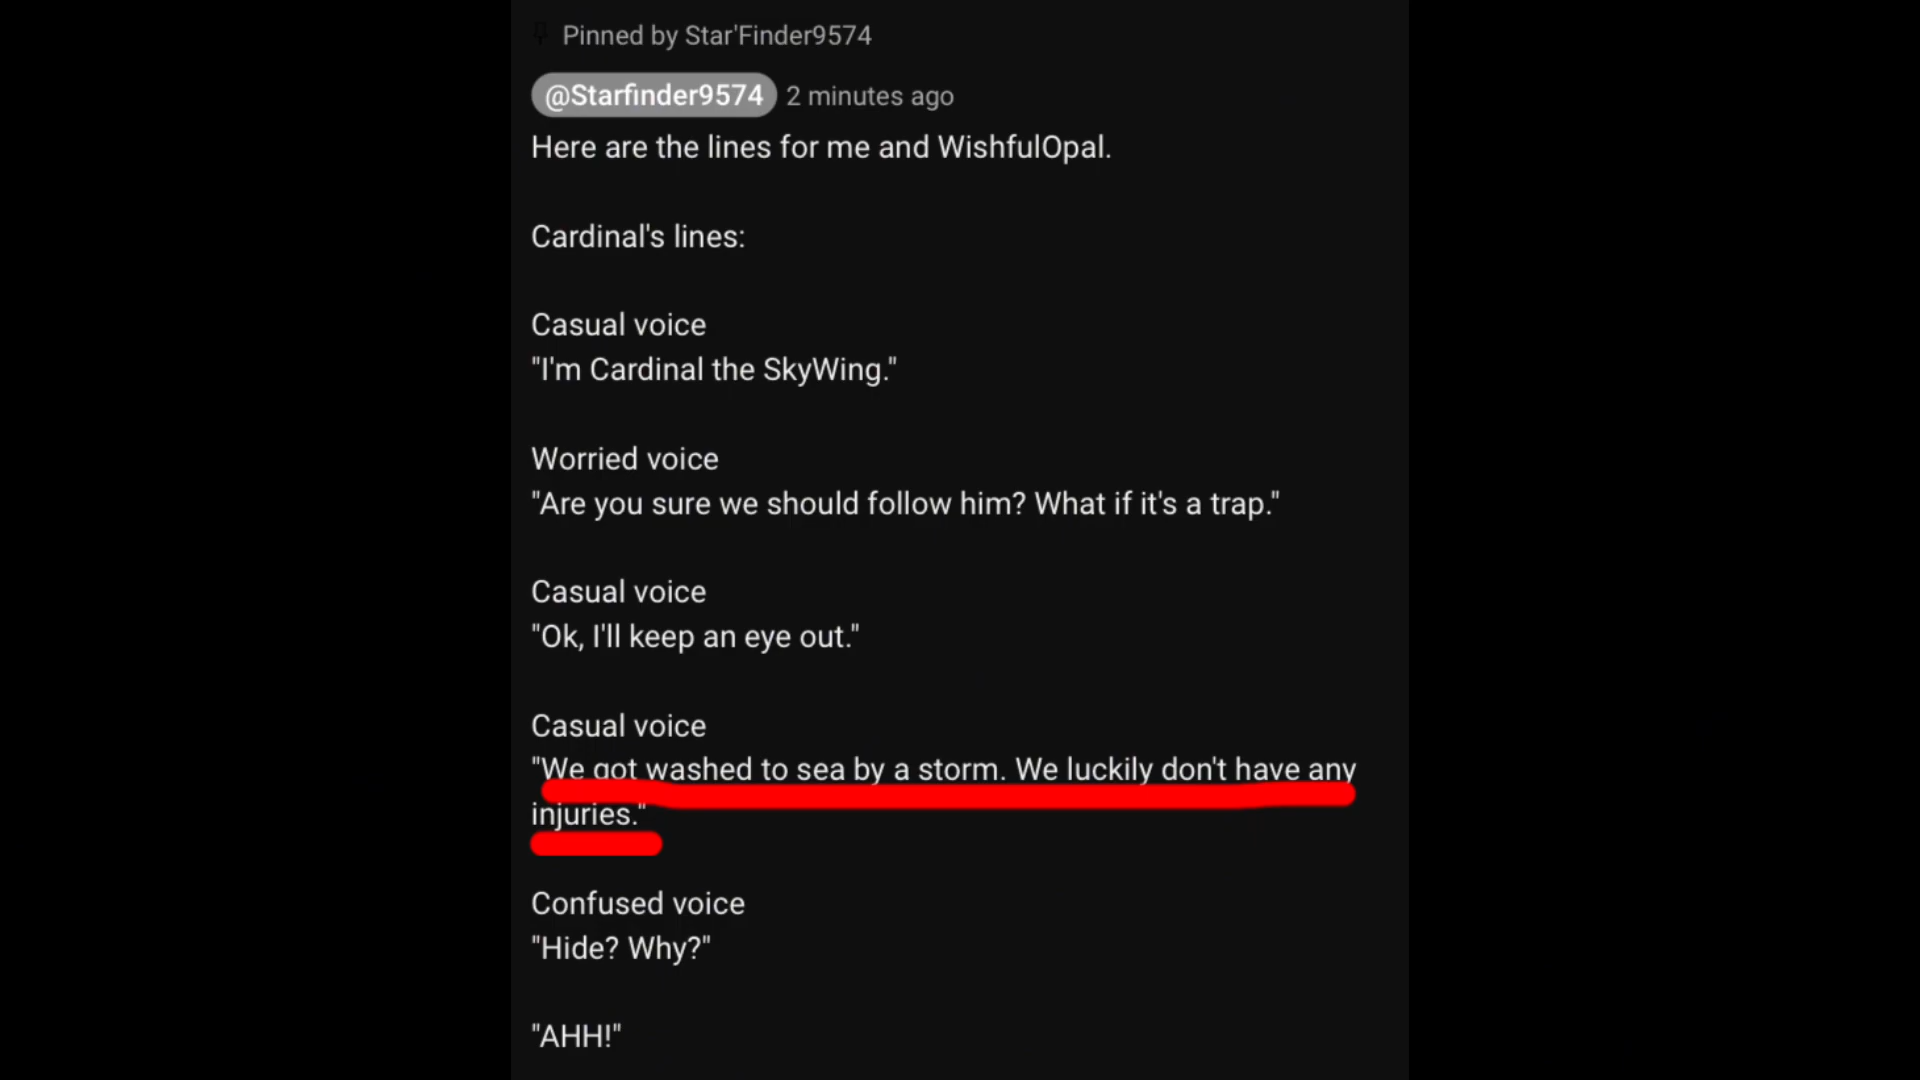 Pinned by Star'Finder9574
@Starfinder9574 2 minutes ago
Here are the lines for me and WishfulOpal.
Cardinal's lines:
Casual voice
"I'm Cardinal the SkyWing."
Worried voice
"Are you sure we should follow him? What if it's a trap."
Casual voice
"Ok, I'll keep an eye out."
Casual voice
"We got washed to sea by a storm. We luckily don't have any
injuries."
Confused voice
"Hide? Why?"
"AHH!"